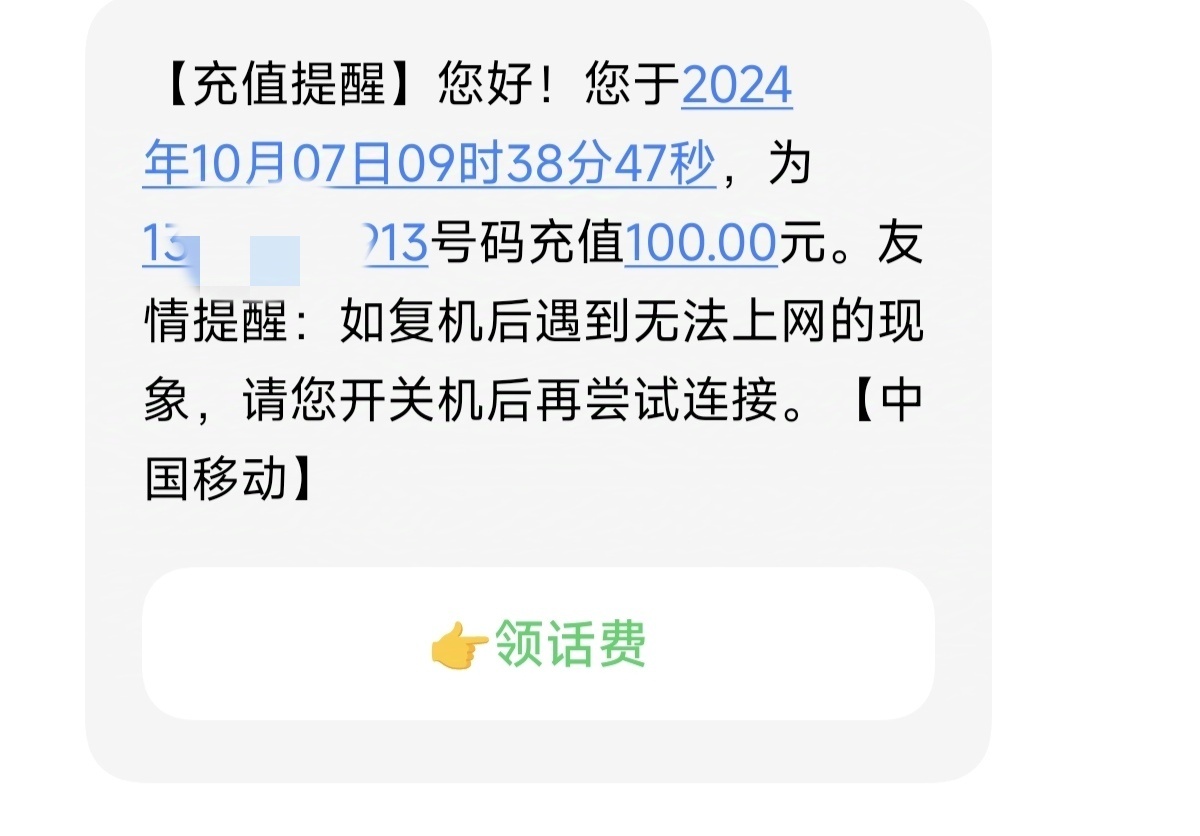 【充值提醒】您好！您于2024
年10月07日09时38分47秒，为
13 913号码充值100.00元。友
情提醒：如复机后遇到无法上网的现
象，请您开关机后再尝试连接。【中
国移动】
👉领话费